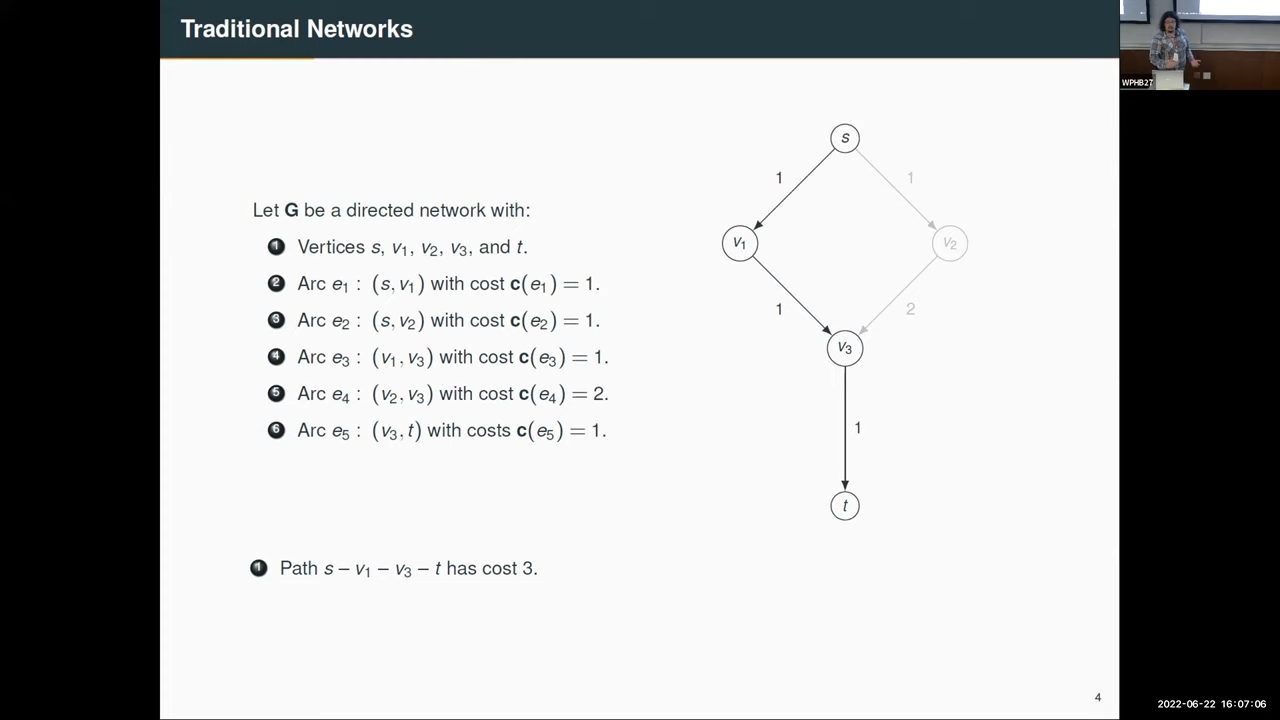 Traditional Networks
WPHB27
Let G be a directed network with:
1 Vertices s, v₁, v₂, v₃, and t.
2 Arc e₁ : (s, v₁) with cost c(e₁) = 1.
3 Arc e₂ : (s, v₂) with cost c(e₂) = 1.
4 Arc e₃ : (v₁, v₃) with cost c(e₃) = 1.
5 Arc e₄ : (v₂, v₃) with cost c(e₄) = 2.
6 Arc e₅ : (v₃, t) with costs c(e₅) = 1.
1 Path s – v₁ – v₃ – t has cost 3.
s
1
1
v₁
v₂
1
2
v₃
1
t
4
2022-06-22 16:07:06